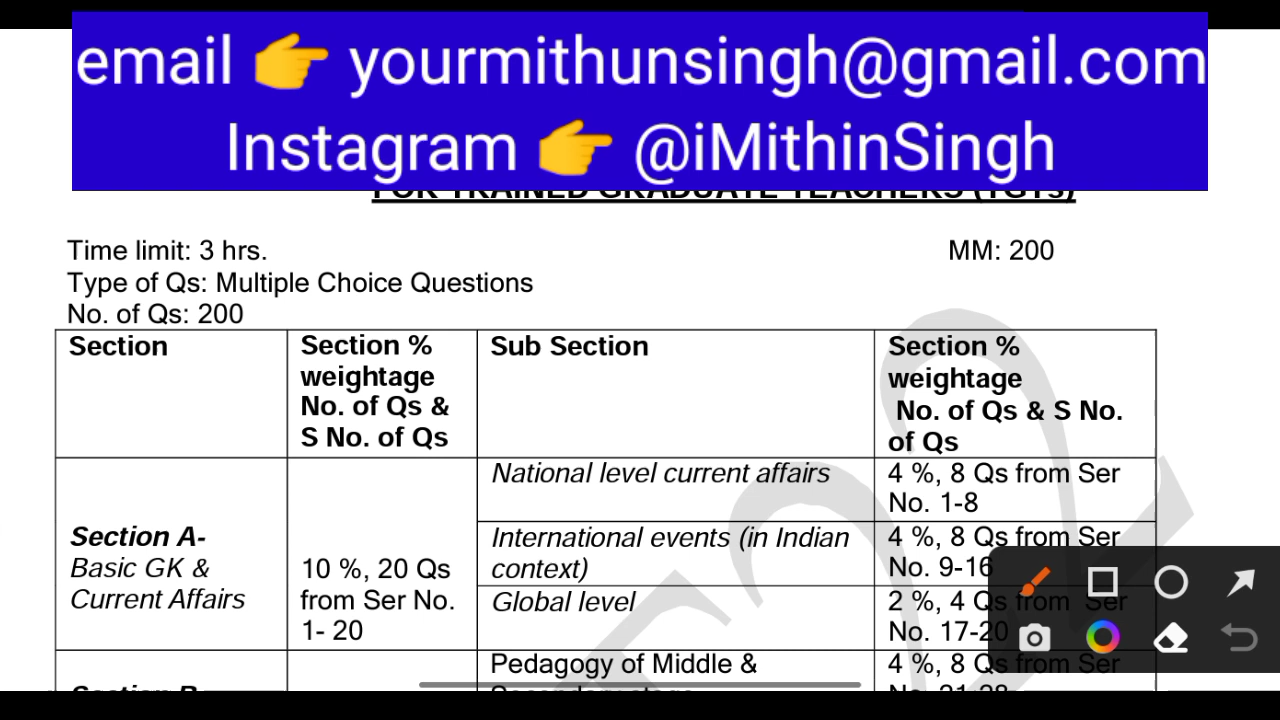 email 👉 yourmithunsingh@gmail.com
Instagram 👉 @iMithinSingh
FOR TRAINED GRADUATE TEACHERS (TGTs)
Time limit: 3 hrs.
MM: 200
Type of Qs: Multiple Choice Questions
No. of Qs: 200
Section
Section %
weightage
No. of Qs &
S No. of Qs
Sub Section
Section %
weightage
No. of Qs & S No.
of Qs
Section A-
Basic GK &
Current Affairs
10 %, 20 Qs
from Ser No.
1- 20
National level current affairs
4 %, 8 Qs from Ser
No. 1-8
International events (in Indian
context)
4 %, 8 Qs from Ser
No. 9-16
Global level
2 %, 4 Qs from Ser
No. 17-20
Pedagogy of Middle &
4 %, 8 Qs from Ser